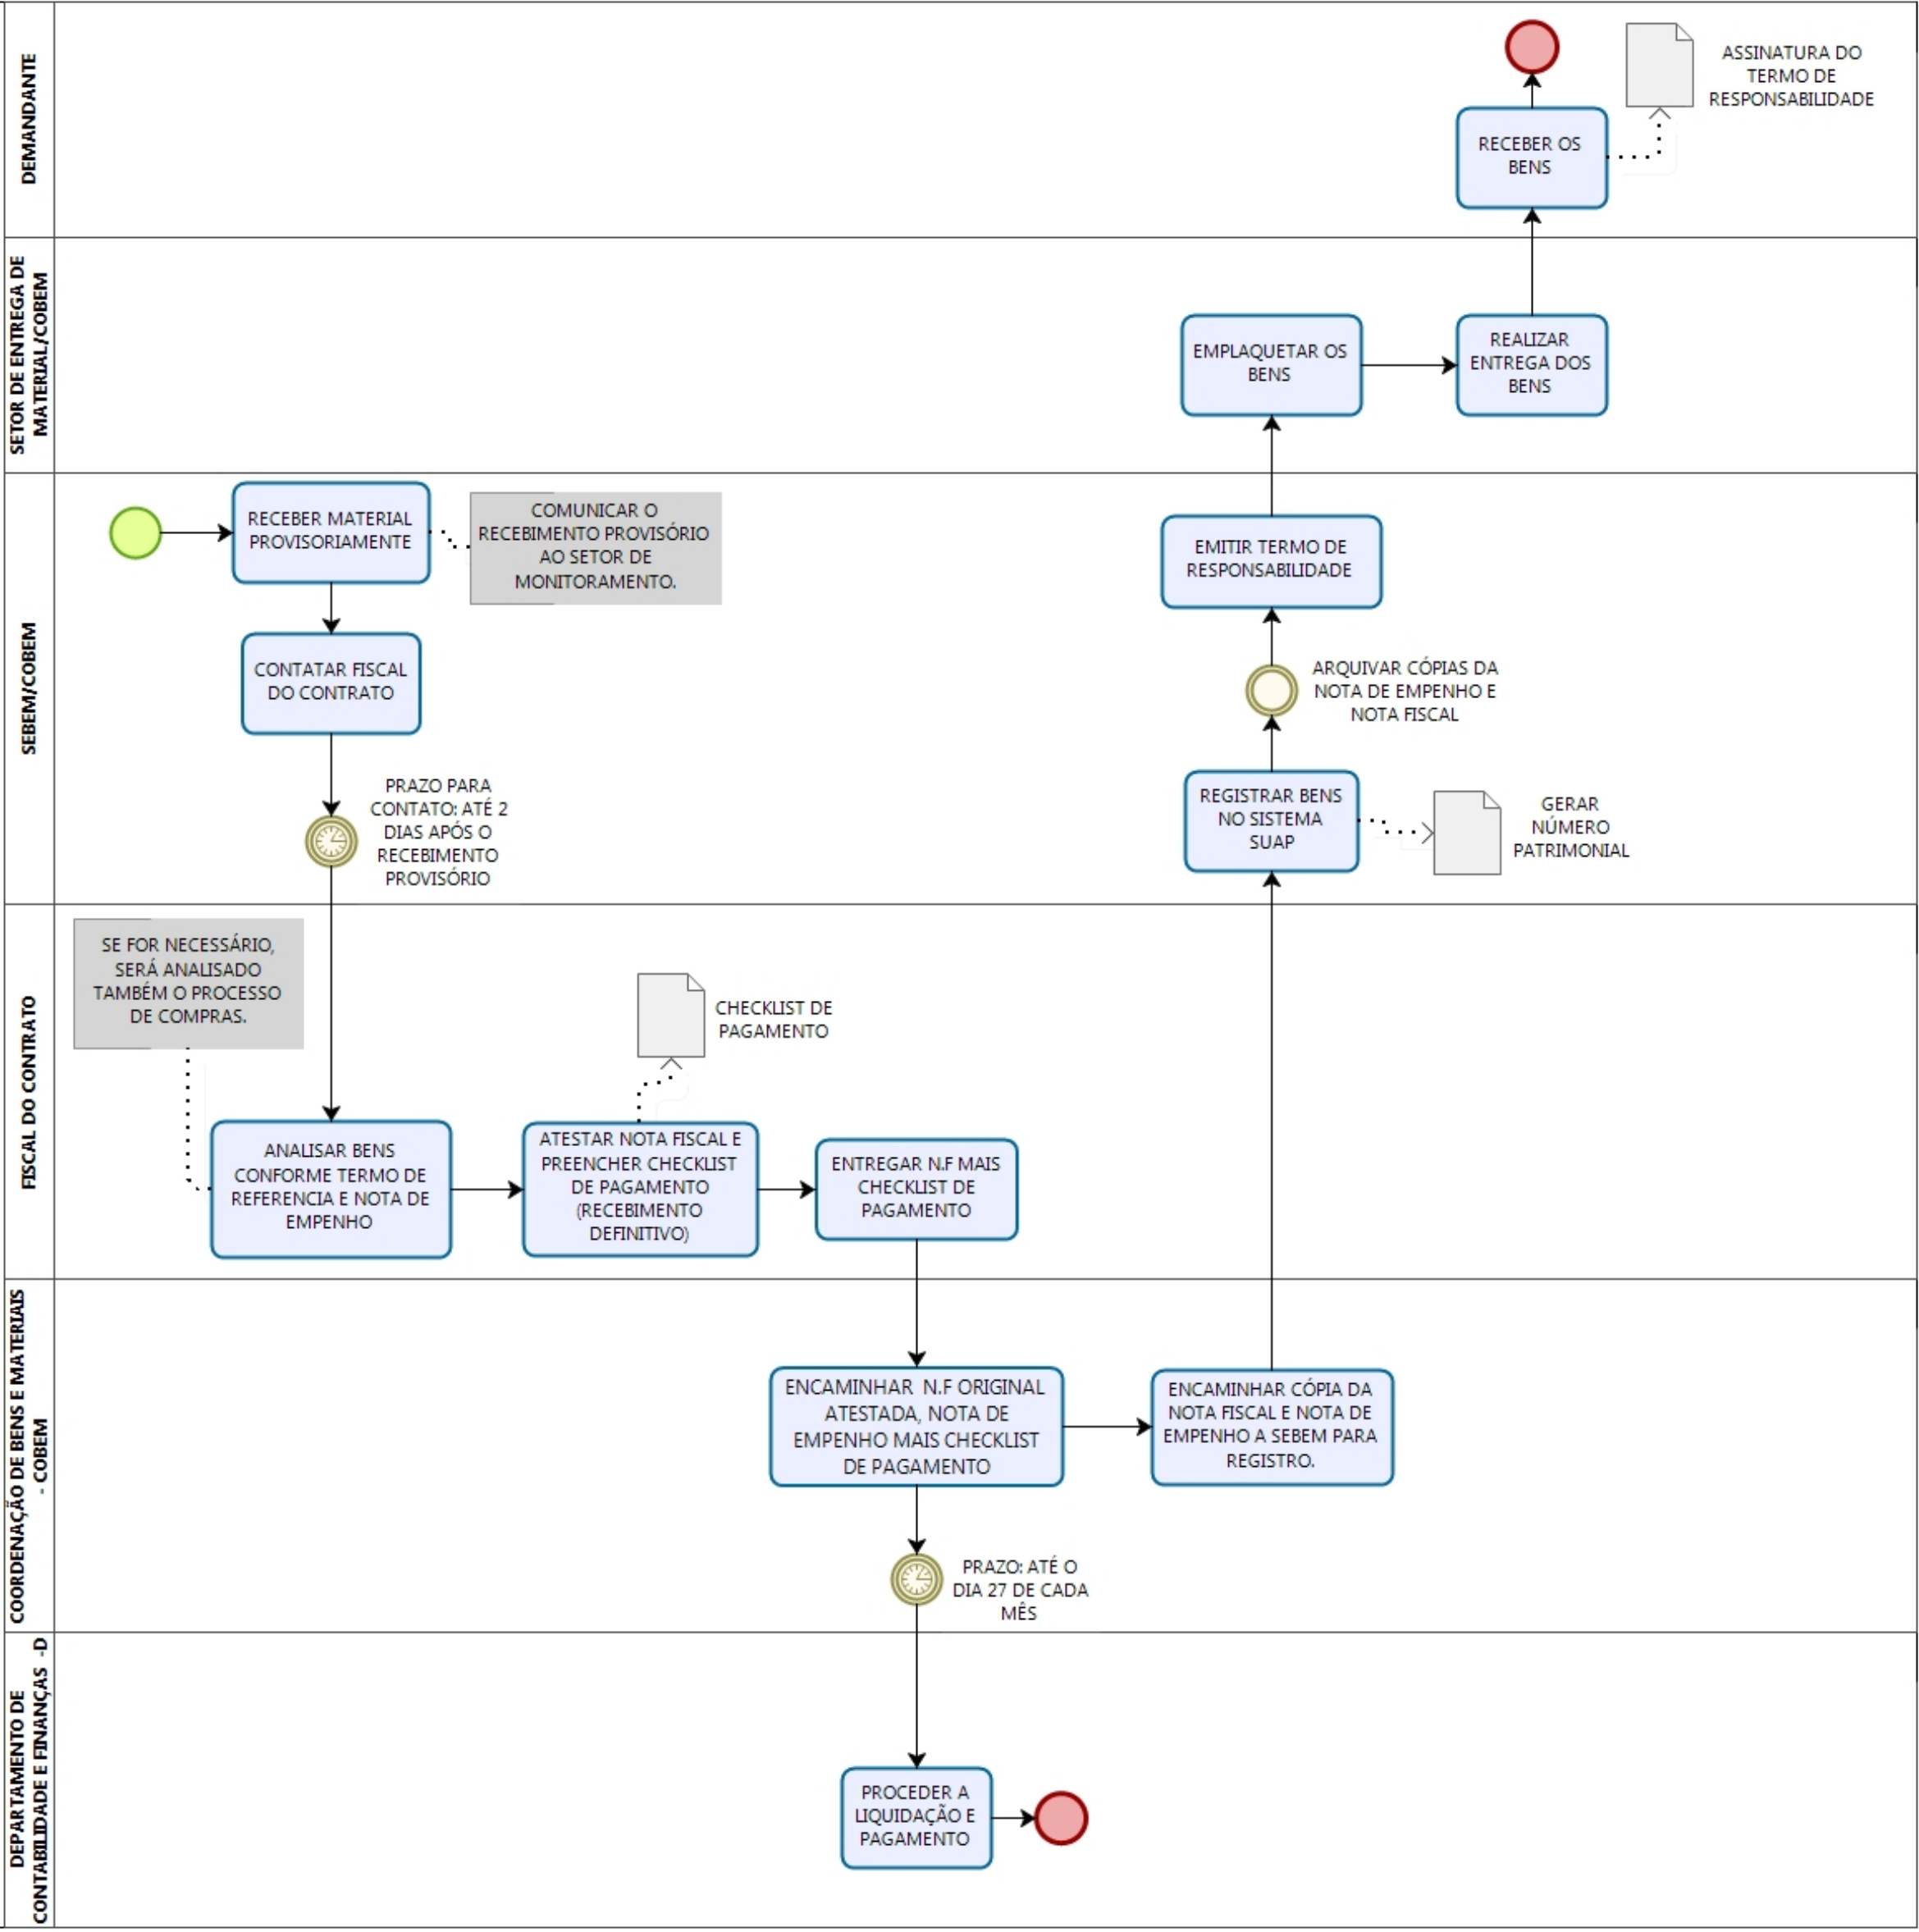 DEMANDANTE
ASSINATURA DO
TERMO DE
RESPONSABILIDADE
RECEBER OS
BENS
SETOR DE ENTREGA DE
MATERIAL/COBEM
EMPLAQUETAR OS
BENS
REALIZAR
ENTREGA DOS
BENS
SEBEM/COBEM
RECEBER MATERIAL
PROVISORIAMENTE
COMUNICAR O
RECEBIMENTO PROVISÓRIO
AO SETOR DE
MONITORAMENTO.
CONTATAR FISCAL
DO CONTRATO
PRAZO PARA
CONTATO: ATÉ 2
DIAS APÓS O
RECEBIMENTO
PROVISÓRIO
EMITIR TERMO DE
RESPONSABILIDADE
ARQUIVAR CÓPIAS DA
NOTA DE EMPENHO E
NOTA FISCAL
REGISTRAR BENS
NO SISTEMA
SUAP
GERAR
NÚMERO
PATRIMONIAL
FISCAL DO CONTRATO
SE FOR NECESSÁRIO,
SERÁ ANALISADO
TAMBÉM O PROCESSO
DE COMPRAS.
CHECKLIST DE
PAGAMENTO
ANALISAR BENS
CONFORME TERMO DE
REFERENCIA E NOTA DE
EMPENHO
ATESTAR NOTA FISCAL E
PREENCHER CHECKLIST
DE PAGAMENTO
(RECEBIMENTO
DEFINITIVO)
ENTREGAR N.F MAIS
CHECKLIST DE
PAGAMENTO
COORDENAÇÃO DE BENS E MATERIAIS
- COBEM
ENCAMINHAR N.F ORIGINAL
ATESTADA, NOTA DE
EMPENHO MAIS CHECKLIST
DE PAGAMENTO
ENCAMINHAR CÓPIA DA
NOTA FISCAL E NOTA DE
EMPENHO A SEBEM PARA
REGISTRO.
PRAZO: ATÉ O
DIA 27 DE CADA
MÊS
DEPARTAMENTO DE
CONTABILIDADE E FINANÇAS -D
PROCEDER A
LIQUIDAÇÃO E
PAGAMENTO